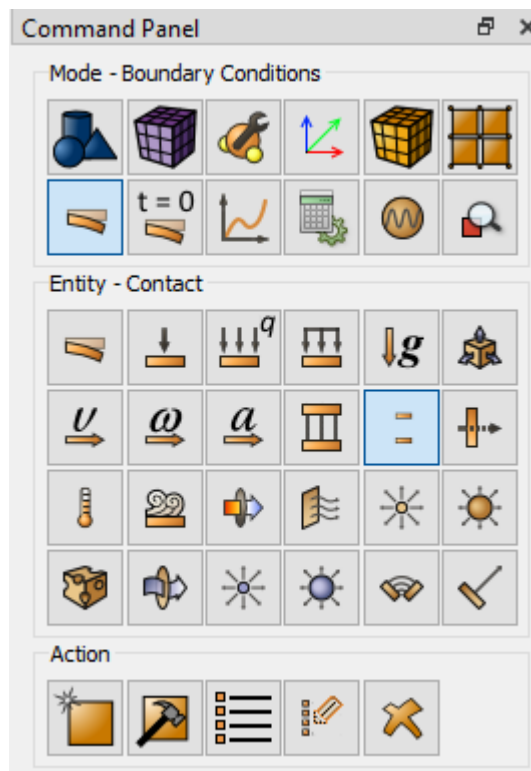 Command Panel
Mode - Boundary Conditions
t = 0
Entity - Contact
q
g
υ ω a
Action